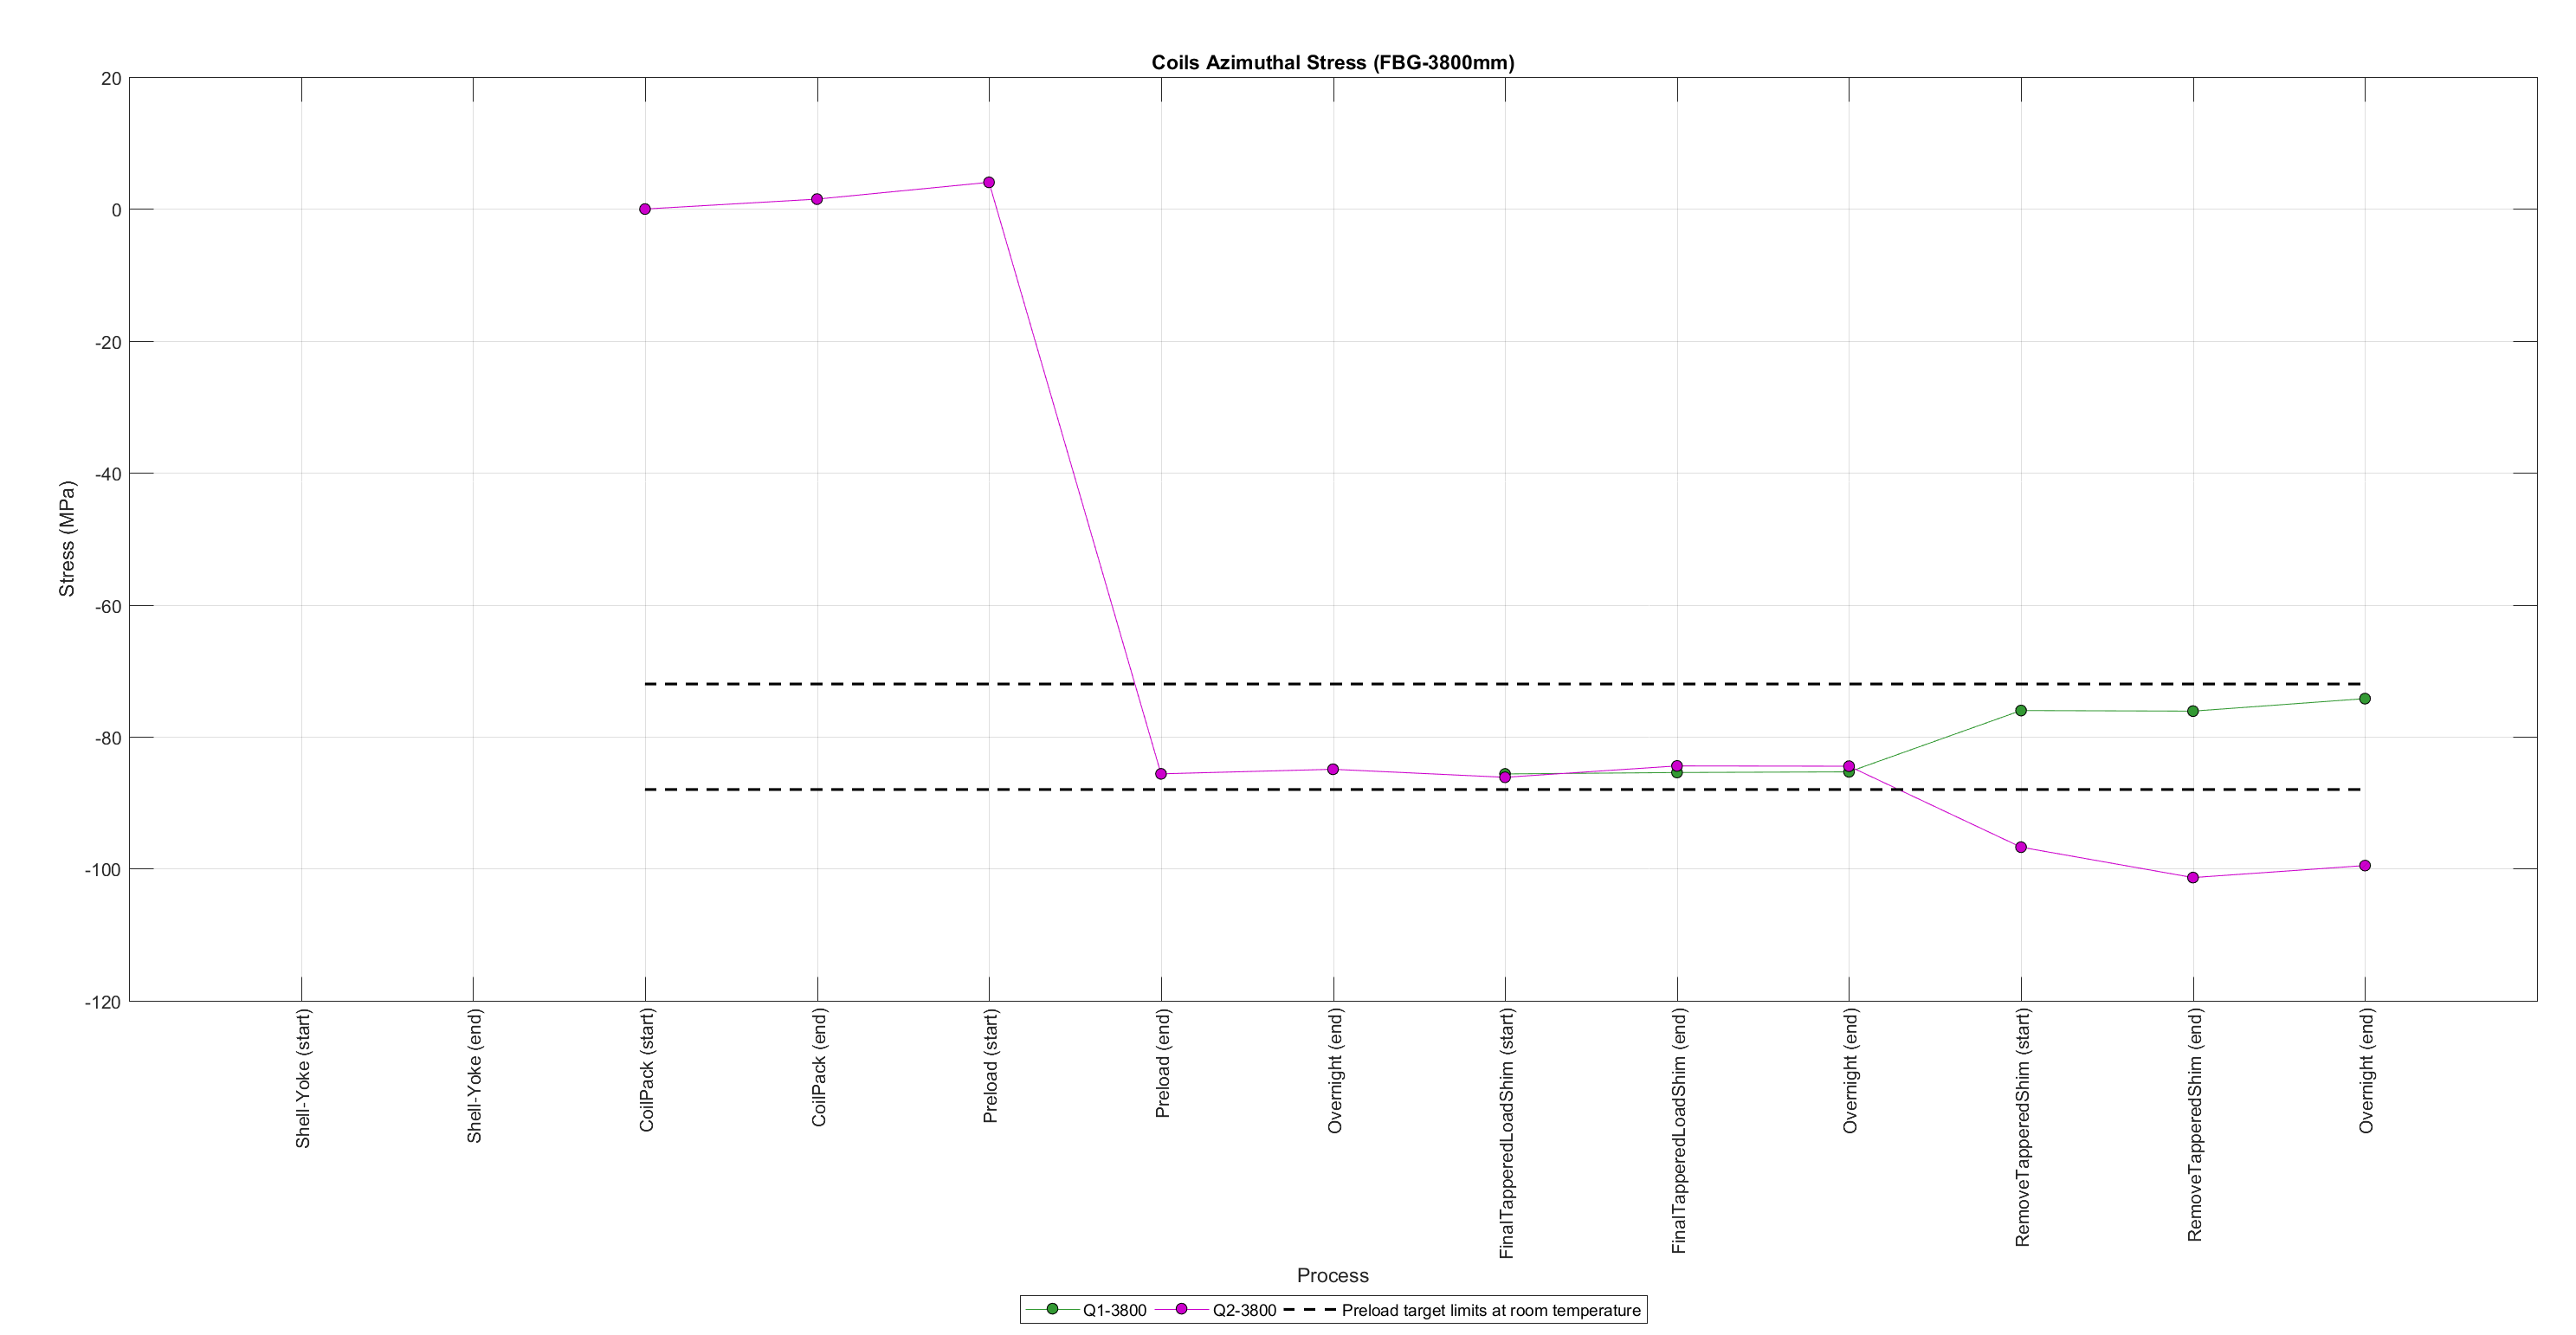 Coils Azimuthal Stress (FBG-3800mm)
20
0
-20
-40
-60
-80
-100
-120
Stress (MPa)
Shell-Yoke (start)
Shell-Yoke (end)
CoilPack (start)
CoilPack (end)
Preload (start)
Preload (end)
Overnight (end)
FinalTapperedLoadShim (start)
FinalTapperedLoadShim (end)
Overnight (end)
RemoveTapperedShim (start)
RemoveTapperedShim (end)
Overnight (end)
Process
Q1-3800 Q2-3800 Preload target limits at room temperature